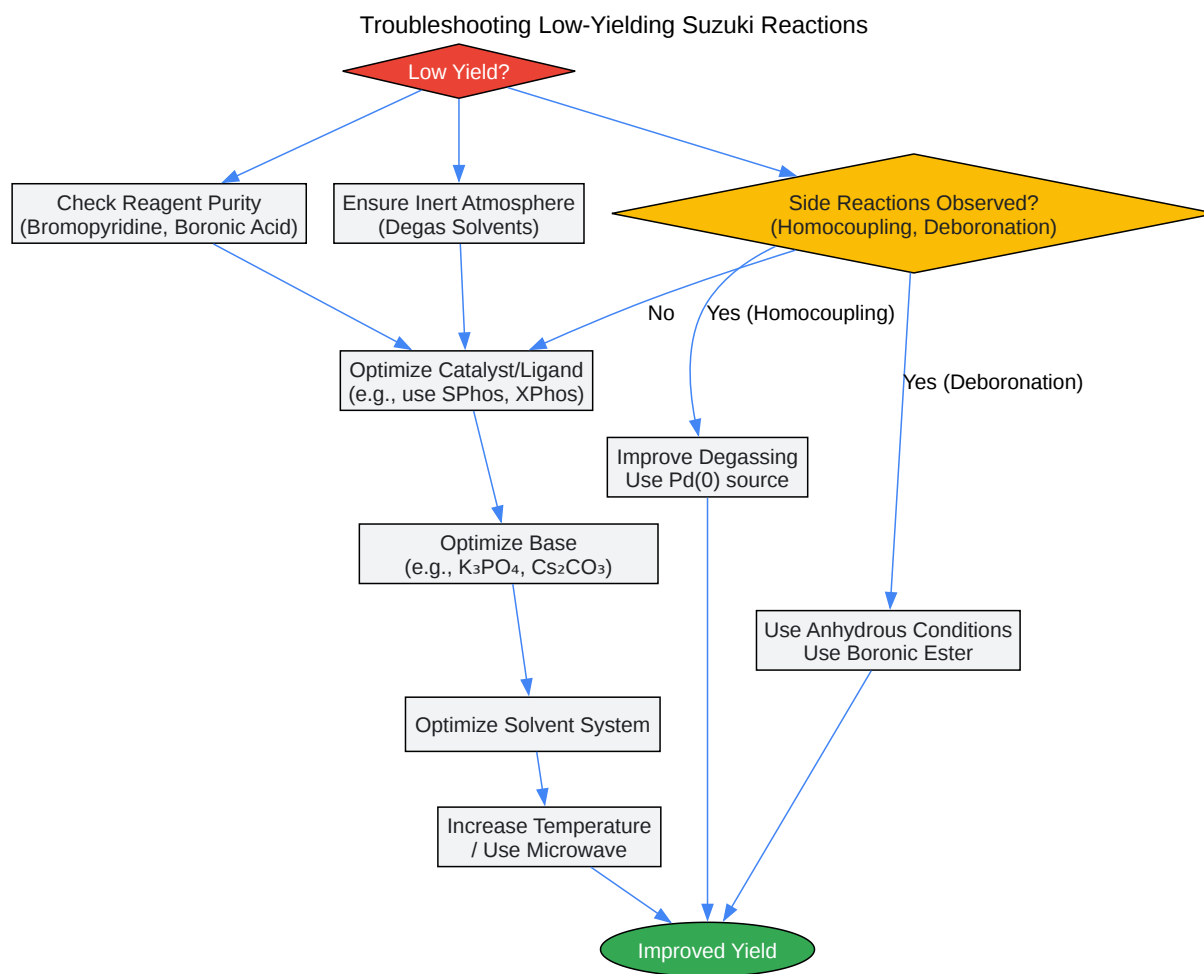 Troubleshooting Low-Yielding Suzuki Reactions
Low Yield?
Check Reagent Purity
(Bromopyridine, Boronic Acid)
Ensure Inert Atmosphere
(Degas Solvents)
Side Reactions Observed?
(Homocoupling, Deboronation)
No
Yes (Homocoupling)
Optimize Catalyst/Ligand
(e.g., use SPhos, XPhos)
Yes (Deboronation)
Improve Degassing
Use Pd(0) source
Optimize Base
(e.g., K₃PO₄, Cs₂CO₃)
Use Anhydrous Conditions
Use Boronic Ester
Optimize Solvent System
Increase Temperature
/ Use Microwave
Improved Yield